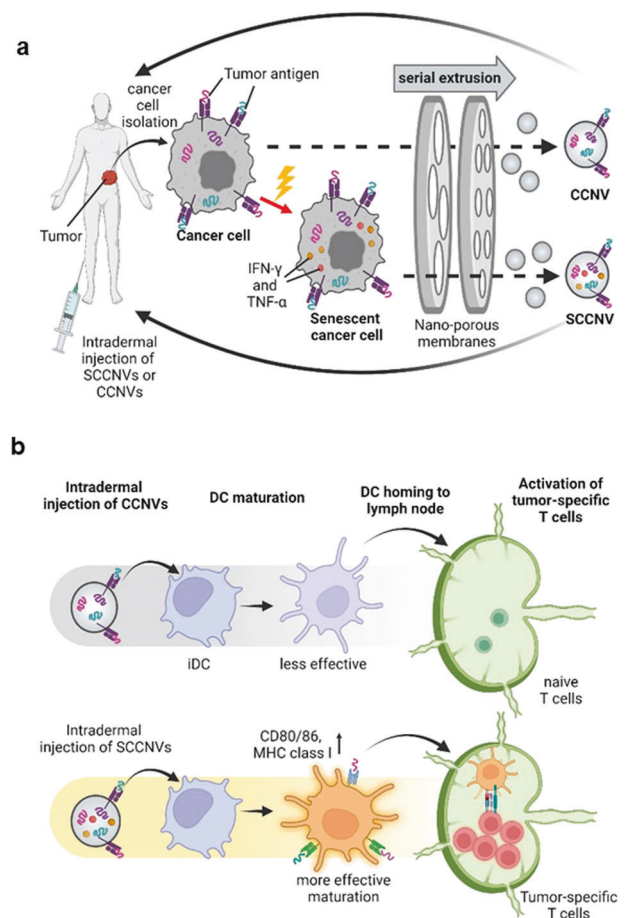 a
cancer
cell
isolation
Tumor antigen
serial extrusion
Tumor
Cancer cell
CCNV
IFN-γ
and
TNF-α
Senescent
cancer cell
Nano-porous
membranes
SCCNV
Intradermal
injection of
SCCNVs or
CCNVs
b
Intradermal
injection of CCNVs
DC maturation
DC homing to
lymph node
Activation of
tumor-specific
T cells
iDC
less effective
naive
T cells
Intradermal
injection of SCCNVs
CD80/86,
MHC class I
more effective
maturation
Tumor-specific
T cells